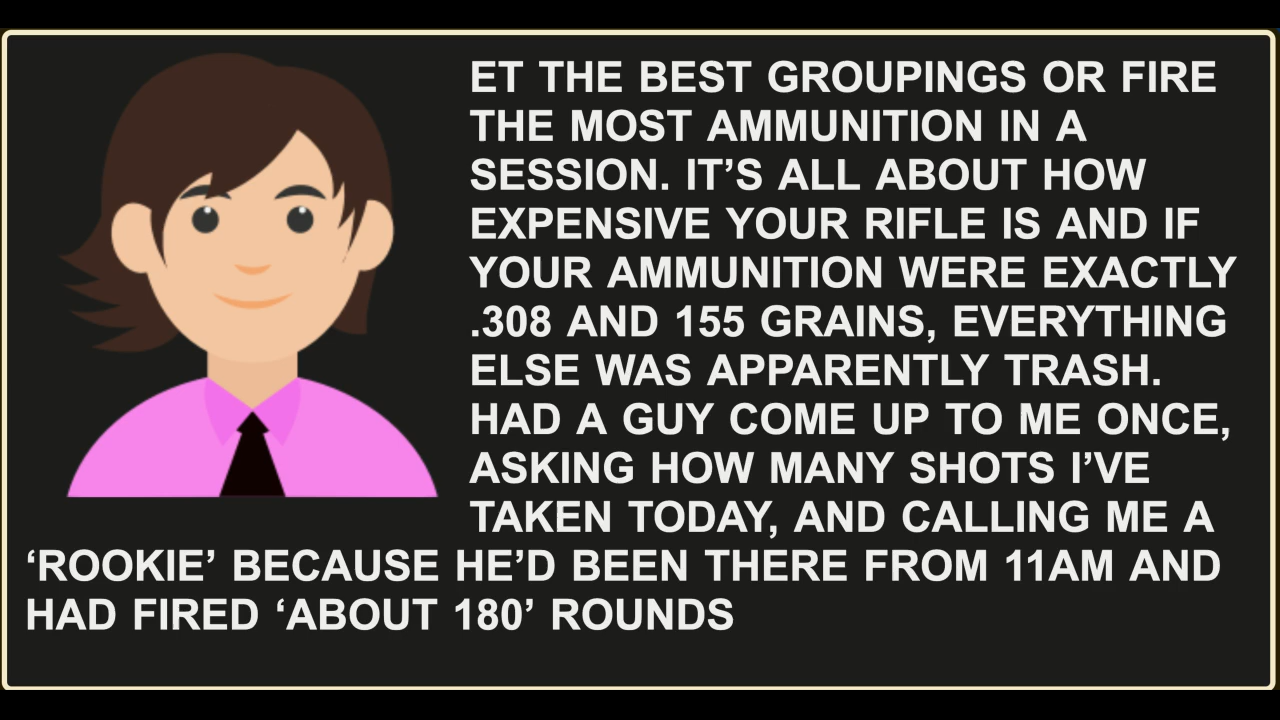 ET THE BEST GROUPINGS OR FIRE
THE MOST AMMUNITION IN A
SESSION. IT’S ALL ABOUT HOW
EXPENSIVE YOUR RIFLE IS AND IF
YOUR AMMUNITION WERE EXACTLY
.308 AND 155 GRAINS, EVERYTHING
ELSE WAS APPARENTLY TRASH.
HAD A GUY COME UP TO ME ONCE,
ASKING HOW MANY SHOTS I’VE
TAKEN TODAY, AND CALLING ME A
‘ROOKIE’ BECAUSE HE’D BEEN THERE FROM 11AM AND
HAD FIRED ‘ABOUT 180’ ROUNDS